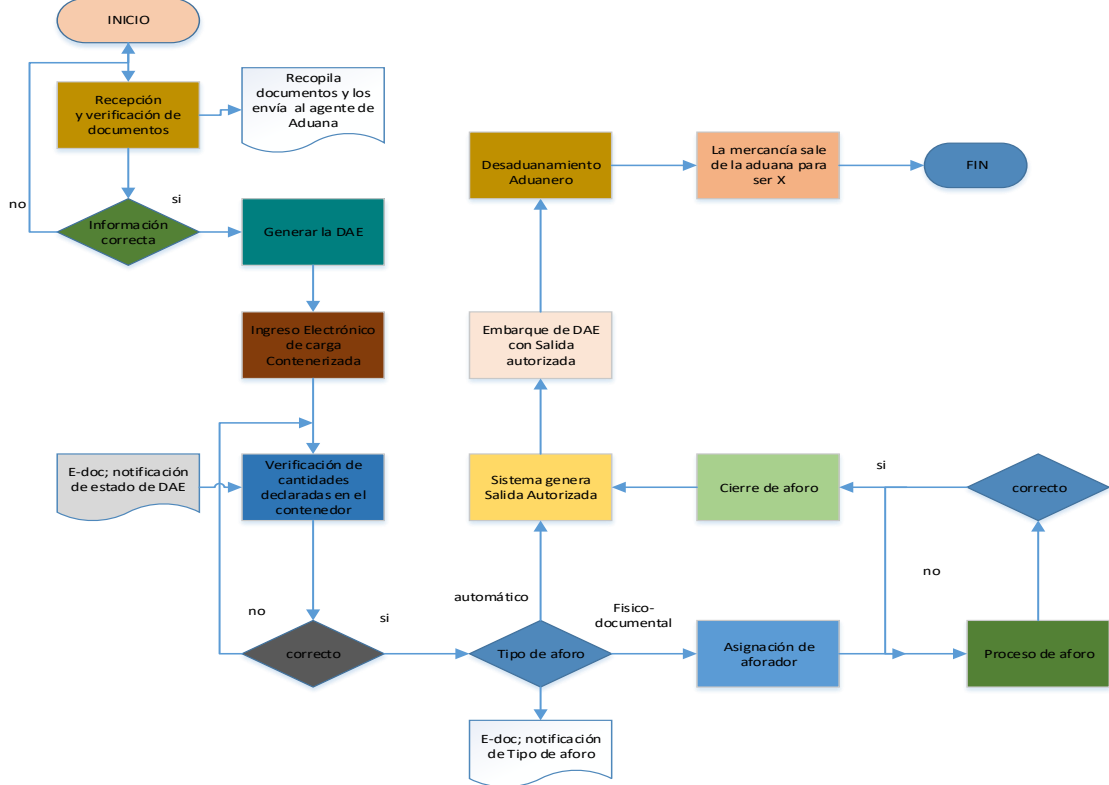 INICIO
Recepción
y verificación de
documentos
Recopila
documentos y los
envía al agente de
Aduana
no
si
Información
correcta
Generar la DAE
Ingreso Electrónico
de carga
Contenerizada
E-doc; notificación
de estado de DAE
Verificación de
cantidades
declaradas en el
contenedor
no
si
correcto
Desaduanamiento
Aduanero
La mercancía sale
de la aduana para
ser X
FIN
Embarque de DAE
con Salida
autorizada
Sistema genera
Salida Autorizada
Cierre de aforo
si
correcto
no
automático
Fisico-
documental
Tipo de aforo
Asignación de
aforador
Proceso de aforo
E-doc; notificación
de Tipo de aforo